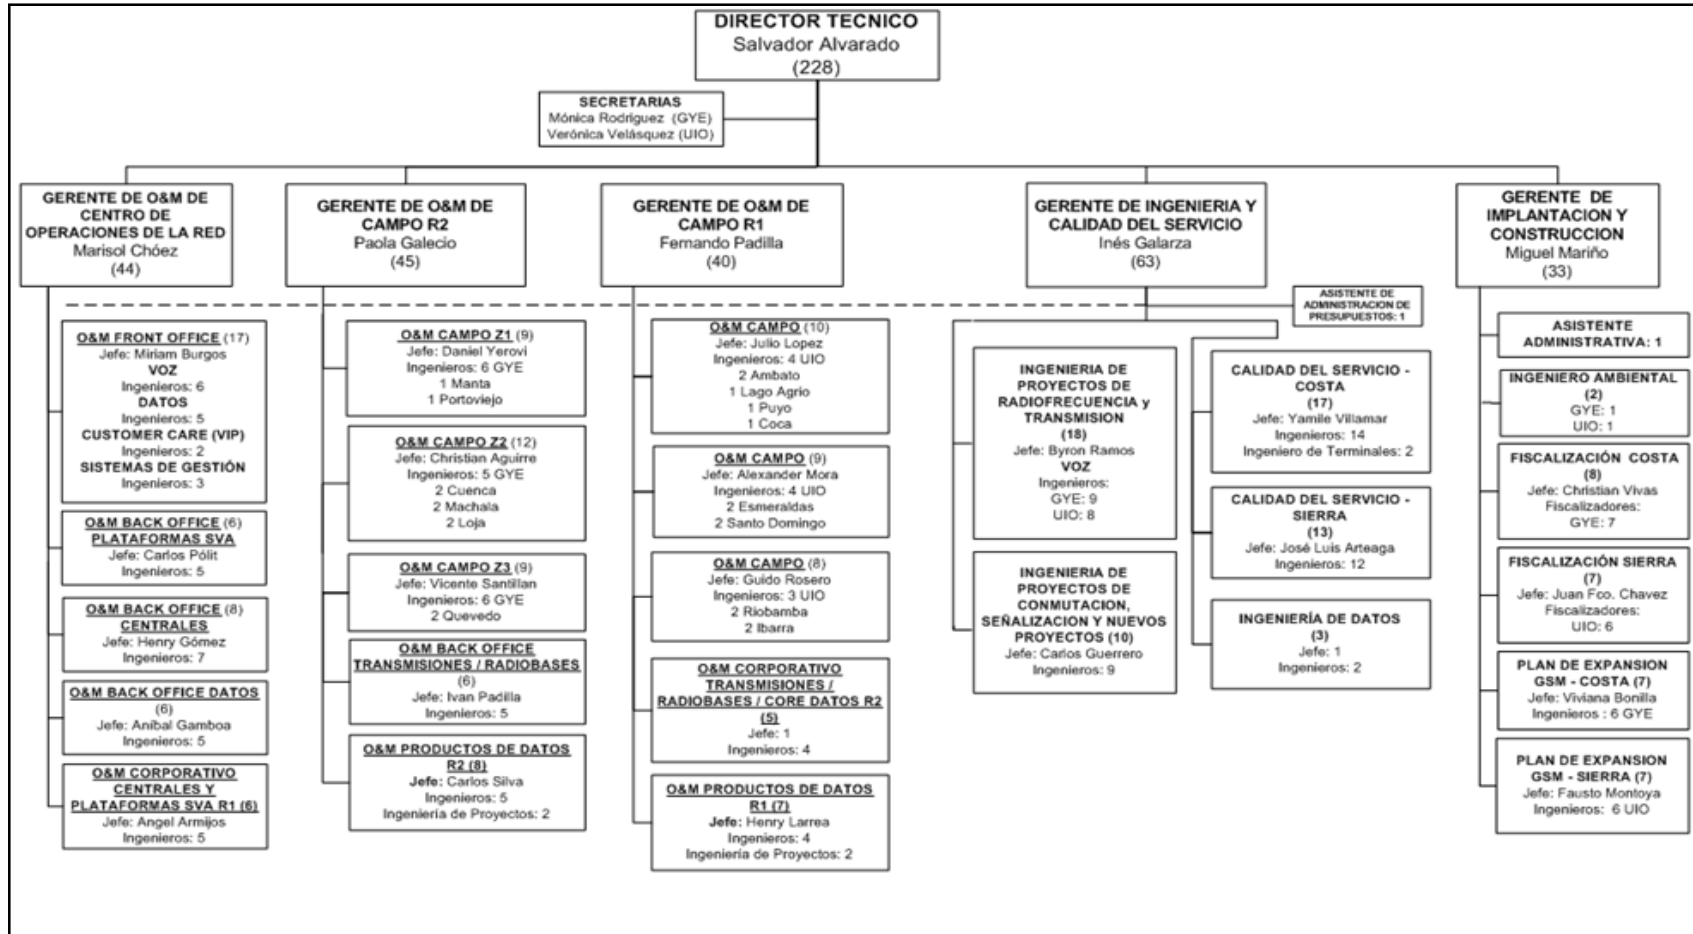 DIRECTOR TECNICO
Salvador Alvarado
(228)
SECRETARIAS
Mónica Rodriguez (GYE)
Verónica Velásquez (UIO)
GERENTE DE O&M DE
CENTRO DE
OPERACIONES DE LA RED
Marisol Chóez
(44)
O&M FRONT OFFICE (17)
Jefe: Miriam Burgos
VOZ
Ingenieros: 6
DATOS
Ingenieros: 5
CUSTOMER CARE (VIP)
Ingenieros: 2
SISTEMAS DE GESTIÓN
Ingenieros: 3
O&M BACK OFFICE (6)
PLATAFORMAS SVA
Jefe: Carlos Pólit
Ingenieros: 5
O&M BACK OFFICE (8)
CENTRALES
Jefe: Henry Gómez
Ingenieros: 7
O&M BACK OFFICE DATOS
(6)
Jefe: Aníbal Gamboa
Ingenieros: 5
O&M CORPORATIVO
CENTRALES Y
PLATAFORMAS SVA R1 (6)
Jefe: Angel Armijos
Ingenieros: 5
GERENTE DE O&M DE
CAMPO R2
Paola Galecio
(45)
O&M CAMPO Z1 (9)
Jefe: Daniel Yerovi
Ingenieros: 6 GYE
1 Manta
1 Portoviejo
O&M CAMPO Z2 (12)
Jefe: Christian Aguirre
Ingenieros: 5 GYE
2 Cuenca
2 Machala
2 Loja
O&M CAMPO Z3 (9)
Jefe: Vicente Santillan
Ingenieros: 6 GYE
2 Quevedo
O&M BACK OFFICE
TRANSMISIONES / RADIOBASES
(6)
Jefe: Ivan Padilla
Ingenieros: 5
O&M PRODUCTOS DE DATOS
R2 (8)
Jefe: Carlos Silva
Ingenieros: 5
Ingeniería de Proyectos: 2
GERENTE DE O&M DE
CAMPO R1
Fernando Padilla
(40)
O&M CAMPO (10)
Jefe: Julio Lopez
Ingenieros: 4 UIO
2 Ambato
1 Lago Agrio
1 Puyo
1 Coca
O&M CAMPO (9)
Jefe: Alexander Mora
Ingenieros: 4 UIO
2 Esmeraldas
2 Santo Domingo
O&M CAMPO (8)
Jefe: Guido Rosero
Ingenieros: 3 UIO
2 Riobamba
2 Ibarra
O&M CORPORATIVO
TRANSMISIONES /
RADIOBASES / CORE DATOS R2
(5)
Jefe: 1
Ingenieros: 4
O&M PRODUCTOS DE DATOS
R1 (7)
Jefe: Henry Larrea
Ingenieros: 4
Ingeniería de Proyectos: 2
GERENTE DE INGENIERIA Y
CALIDAD DEL SERVICIO
Inés Galarza
(63)
ASISTENTE DE
ADMINISTRACION DE
PRESUPUESTOS: 1
INGENIERIA DE
PROYECTOS DE
RADIOFRECUENCIA y
TRANSMISION
(18)
Jefe: Byron Ramos
VOZ
Ingenieros:
GYE: 9
UIO: 8
INGENIERIA DE
PROYECTOS DE
CONMUTACION,
SEÑALIZACION Y NUEVOS
PROYECTOS (10)
Jefe: Carlos Guerrero
Ingenieros: 9
CALIDAD DEL SERVICIO -
COSTA
(17)
Jefe: Yamile Villamar
Ingenieros: 14
Ingeniero de Terminales: 2
CALIDAD DEL SERVICIO -
SIERRA
(13)
Jefe: José Luis Arteaga
Ingenieros: 12
INGENIERÍA DE DATOS
(3)
Jefe: 1
Ingenieros: 2
GERENTE DE
IMPLANTACION Y
CONSTRUCCION
Miguel Mariño
(33)
ASISTENTE
ADMINISTRATIVA: 1
INGENIERO AMBIENTAL
(2)
GYE: 1
UIO: 1
FISCALIZACIÓN COSTA
(8)
Jefe: Christian Vivas
Fiscalizadores:
GYE: 7
FISCALIZACIÓN SIERRA
(7)
Jefe: Juan Fco. Chavez
Fiscalizadores:
UIO: 6
PLAN DE EXPANSION
GSM - COSTA (7)
Jefe: Viviana Bonilla
Ingenieros : 6 GYE
PLAN DE EXPANSION
GSM - SIERRA (7)
Jefe: Fausto Montoya
Ingenieros: 6 UIO